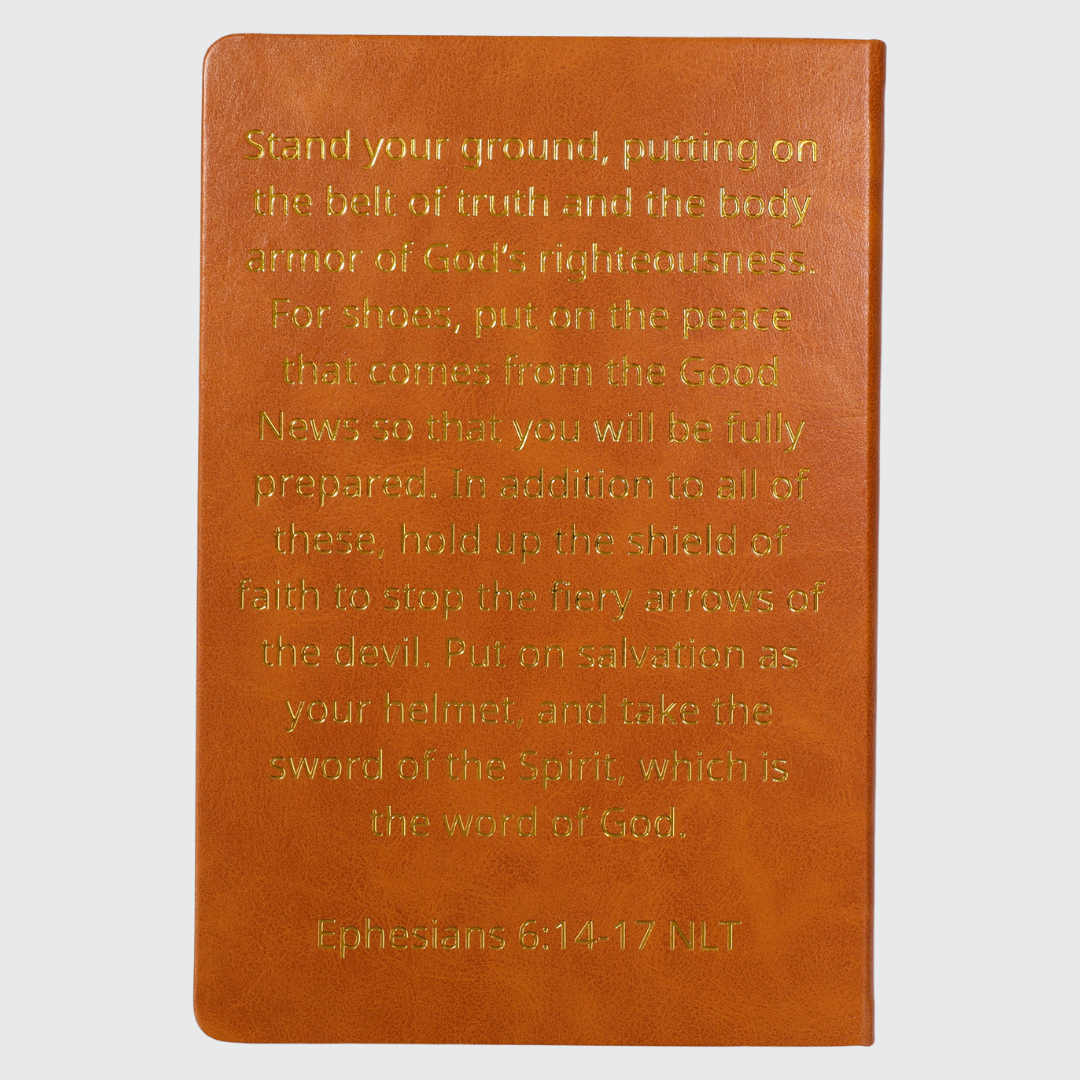 Stand your ground, putting on
the belt of truth and the body
armor of God's righteousness.
For shoes, put on the peace
that comes from the Good
News so that you will be fully
prepared. In addition to all of
these, hold up the shield of
faith to stop the fiery arrows of
the devil. Put on salvation as
your helmet, and take the
sword of the Spirit, which is
the word of God.
Ephesians 6:14-17 NLT